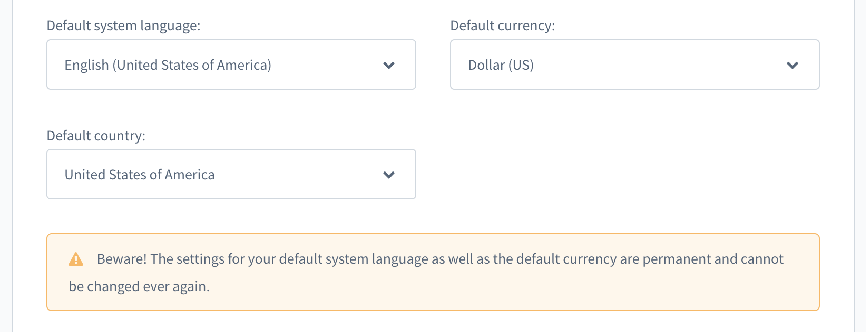 Default system language:
Default currency:
English (United States of America)
Dollar (US)
Default country:
United States of America
Beware! The settings for your default system language as well as the default currency are permanent and cannot
be changed ever again.